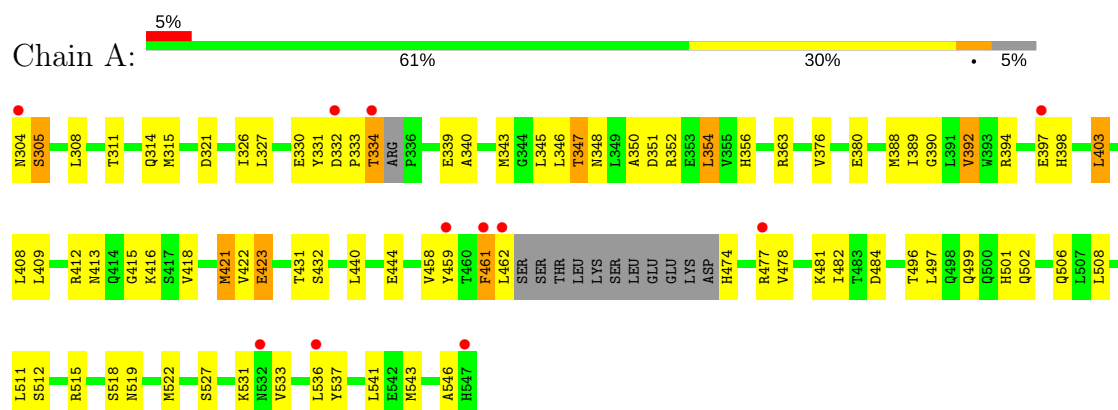 5%
Chain A:
61% 30% • 5%
N304 S305 L308 T311 Q314 M315 D321 I326 L327 E330 Y331 D332 P333 T334 ARG P336 E339 A340 M343 G344 L345 L346 T347 N348 L349 A350 D351 R352 E353 L354 V355 H356 R363 V376 E380 M388 I389 G390 L391 V392 W393 R394 E397 H398 L403
L408 L409 R412 N413 Q414 G415 K416 S417 V418 M421 V422 E423 T431 S432 L440 E444 V458 Y459 T460 F461 L462 SER SER THR LEU LYS SER LEU GLU GLU LYS ASP H474 R477 V478 K481 I482 T483 D484 T496 L497 Q498 Q499 Q500 H501 Q502 Q506 L507 L508
L511 S512 R515 S518 N519 M522 S527 K531 N532 V533 L536 Y537 L541 E542 M543 A546 H547